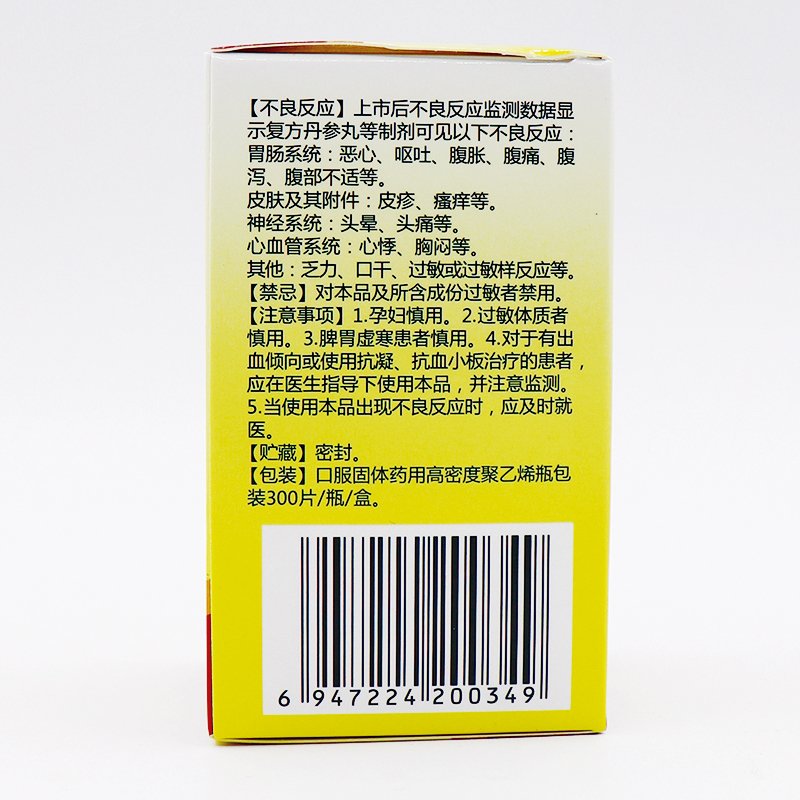 【不良反应】上市后不良反应监测数据显
示复方丹参丸等制剂可见以下不良反应：
胃肠系统：恶心、呕吐、腹胀、腹痛、腹
泻、腹部不适等。
皮肤及其附件：皮疹、瘙痒等。
神经系统：头晕、头痛等。
心血管系统：心悸、胸闷等。
其他：乏力、口干、过敏或过敏样反应等。
【禁忌】对本品及所含成份过敏者禁用。
【注意事项】1.孕妇慎用。2.过敏体质者
慎用。3.脾胃虚寒患者慎用。4.对于有出
血倾向或使用抗凝、抗血小板治疗的患者，
应在医生指导下使用本品，并注意监测。
5.当使用本品出现不良反应时，应及时就
医。
【贮藏】密封。
【包装】口服固体药用高密度聚乙烯瓶包
装300片/瓶/盒。
6 947224 200349